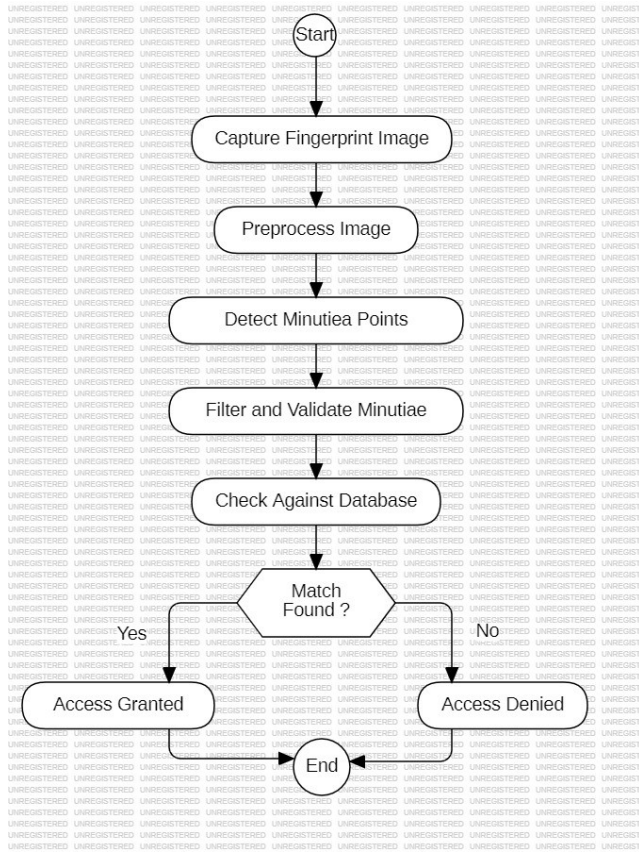 Start
Capture Fingerprint Image
Preprocess Image
Detect Minutiea Points
Filter and Validate Minutiae
Check Against Database
Match
Found ?
Yes
No
Access Granted
Access Denied
End
UNREGISTERED